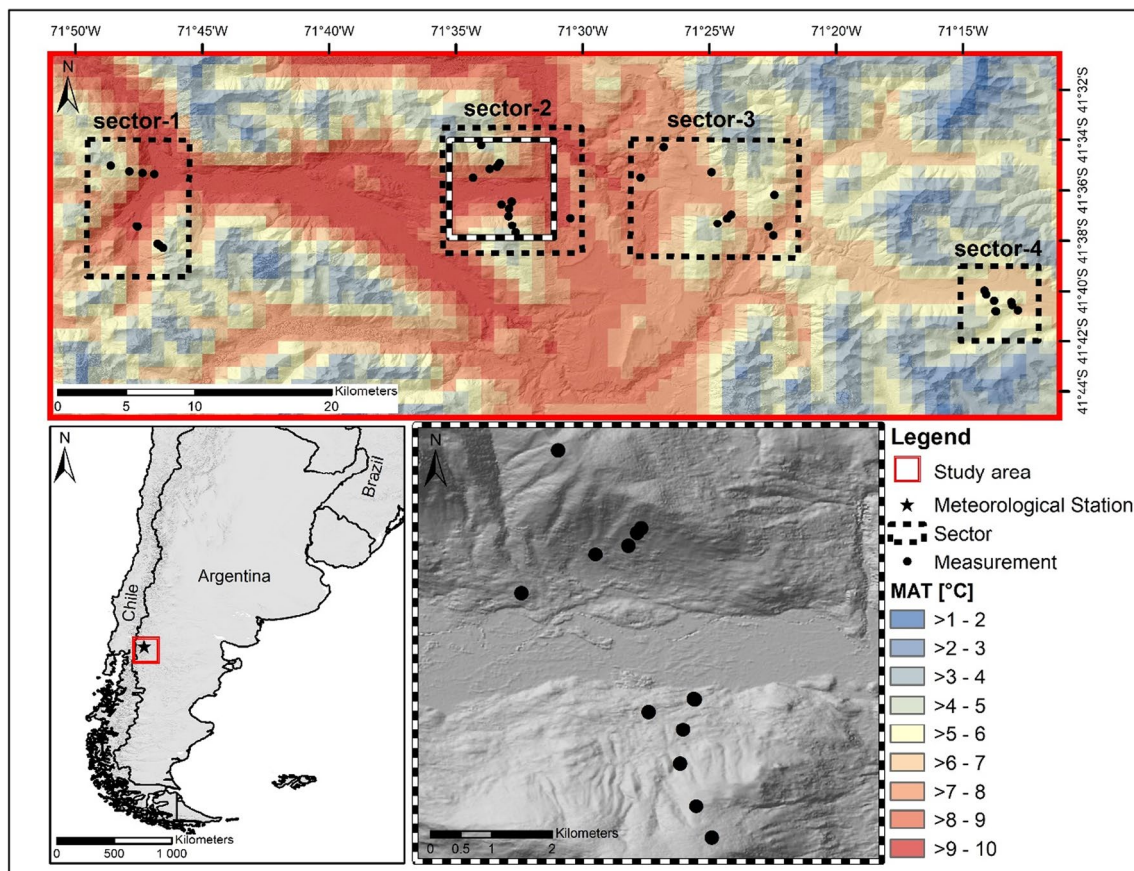 71°50'W 71°45'W 71°40'W 71°35'W 71°30'W 71°25'W 71°20'W 71°15'W
N
sector-1
sector-2
sector-3
sector-4
41°32'S
41°34'S
41°36'S
41°38'S
41°40'S
41°42'S
41°44'S
Kilometers
0 5 10 20
N
Chile
Argentina
Brazil
Kilometers
0 500 1 000
N
Kilometers
0 0.5 1 2
Legend
Study area
Meteorological Station
Sector
Measurement
MAT [°C]
>1 - 2
>2 - 3
>3 - 4
>4 - 5
>5 - 6
>6 - 7
>7 - 8
>8 - 9
>9 - 10